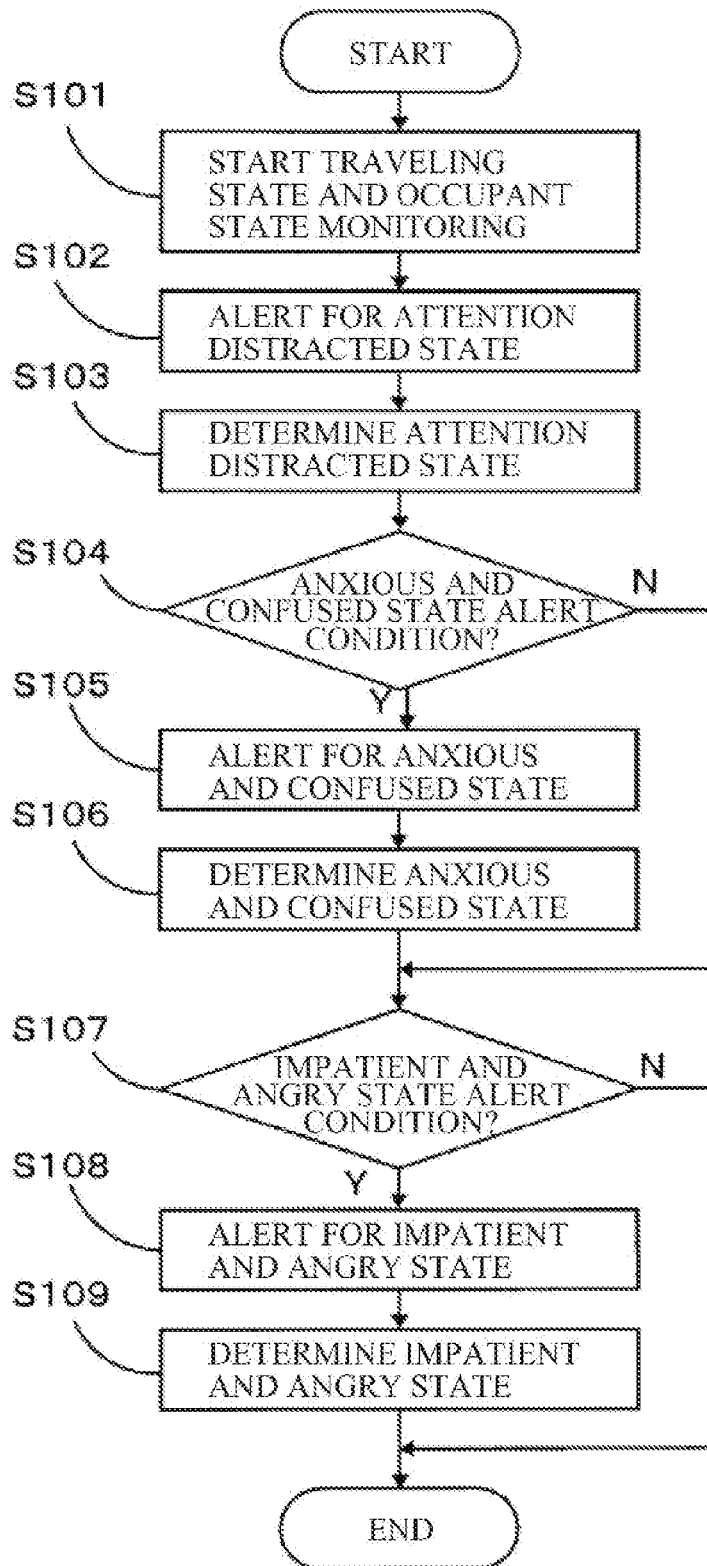 START
S101
START TRAVELING
STATE AND OCCUPANT
STATE MONITORING
S102
ALERT FOR ATTENTION
DISTRACTED STATE
S103
DETERMINE ATTENTION
DISTRACTED STATE
S104
ANXIOUS AND
CONFUSED STATE ALERT
CONDITION?
N
Y
S105
ALERT FOR ANXIOUS
AND CONFUSED STATE
S106
DETERMINE ANXIOUS
AND CONFUSED STATE
S107
IMPATIENT AND
ANGRY STATE ALERT
CONDITION?
N
Y
S108
ALERT FOR IMPATIENT
AND ANGRY STATE
S109
DETERMINE IMPATIENT
AND ANGRY STATE
END